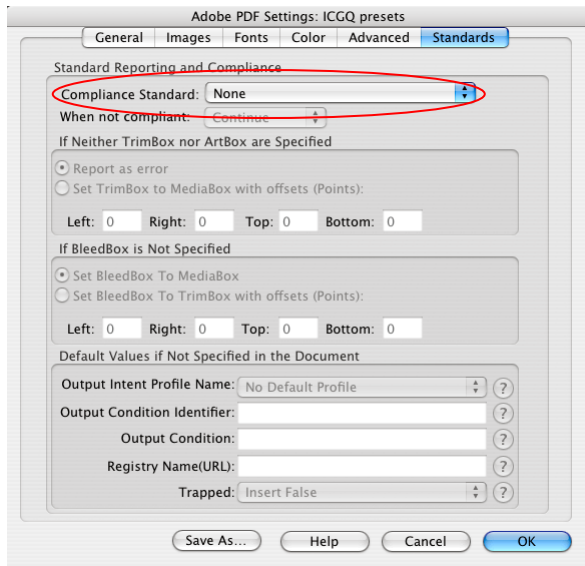 Adobe PDF Settings: ICGQ presets
General Images Fonts Color Advanced Standards
Standard Reporting and Compliance
Compliance Standard: None
When not compliant: Continue
If Neither TrimBox nor ArtBox are Specified
Report as error
Set TrimBox to MediaBox with offsets (Points):
Left: 0 Right: 0 Top: 0 Bottom: 0
If BleedBox is Not Specified
Set BleedBox To MediaBox
Set BleedBox To TrimBox with offsets (Points):
Left: 0 Right: 0 Top: 0 Bottom: 0
Default Values if Not Specified in the Document
Output Intent Profile Name: No Default Profile ?
Output Condition Identifier: ?
Output Condition:
Registry Name(URL): ?
Trapped: Insert False ?
Save As... Help Cancel OK